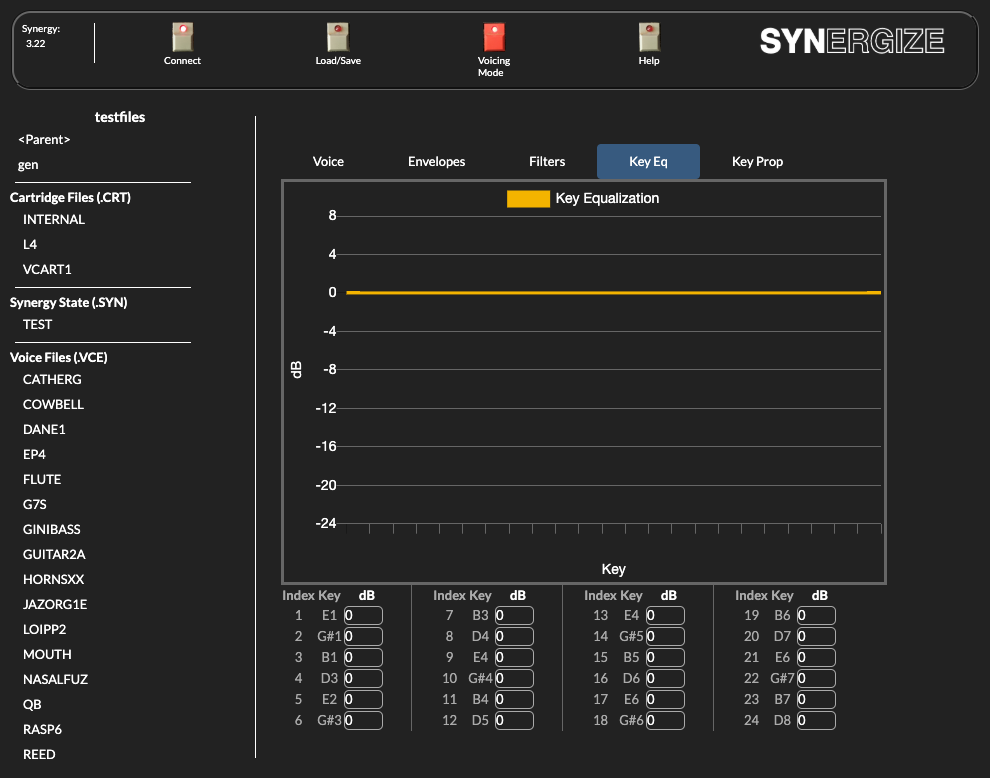 Synergy:
3.22
Connect
Load/Save
Voicing
Mode
Help
SYNERGIZE
testfiles
<Parent>
gen
Cartridge Files (.CRT)
INTERNAL
L4
VCART1
Synergy State (.SYN)
TEST
Voice Files (.VCE)
CATHERG
COWBELL
DANE1
EP4
FLUTE
G7S
GINIBASS
GUITAR2A
HORNSXX
JAZORG1E
LOIPP2
MOUTH
NASALFUZ
QB
RASP6
REED
Voice Envelopes Filters Key Eq Key Prop
Key Equalization
8
4
0
-4
-8
-12
-16
-20
-24
dB
Key
Index Key dB Index Key dB Index Key dB Index Key dB
1 E1 0 7 B3 0 13 E4 0 19 B6 0
2 G#1 0 8 D4 0 14 G#5 0 20 D7 0
3 B1 0 9 E4 0 15 B5 0 21 E6 0
4 D3 0 10 G#4 0 16 D6 0 22 G#7 0
5 E2 0 11 B4 0 17 E6 0 23 B7 0
6 G#3 0 12 D5 0 18 G#6 0 24 D8 0